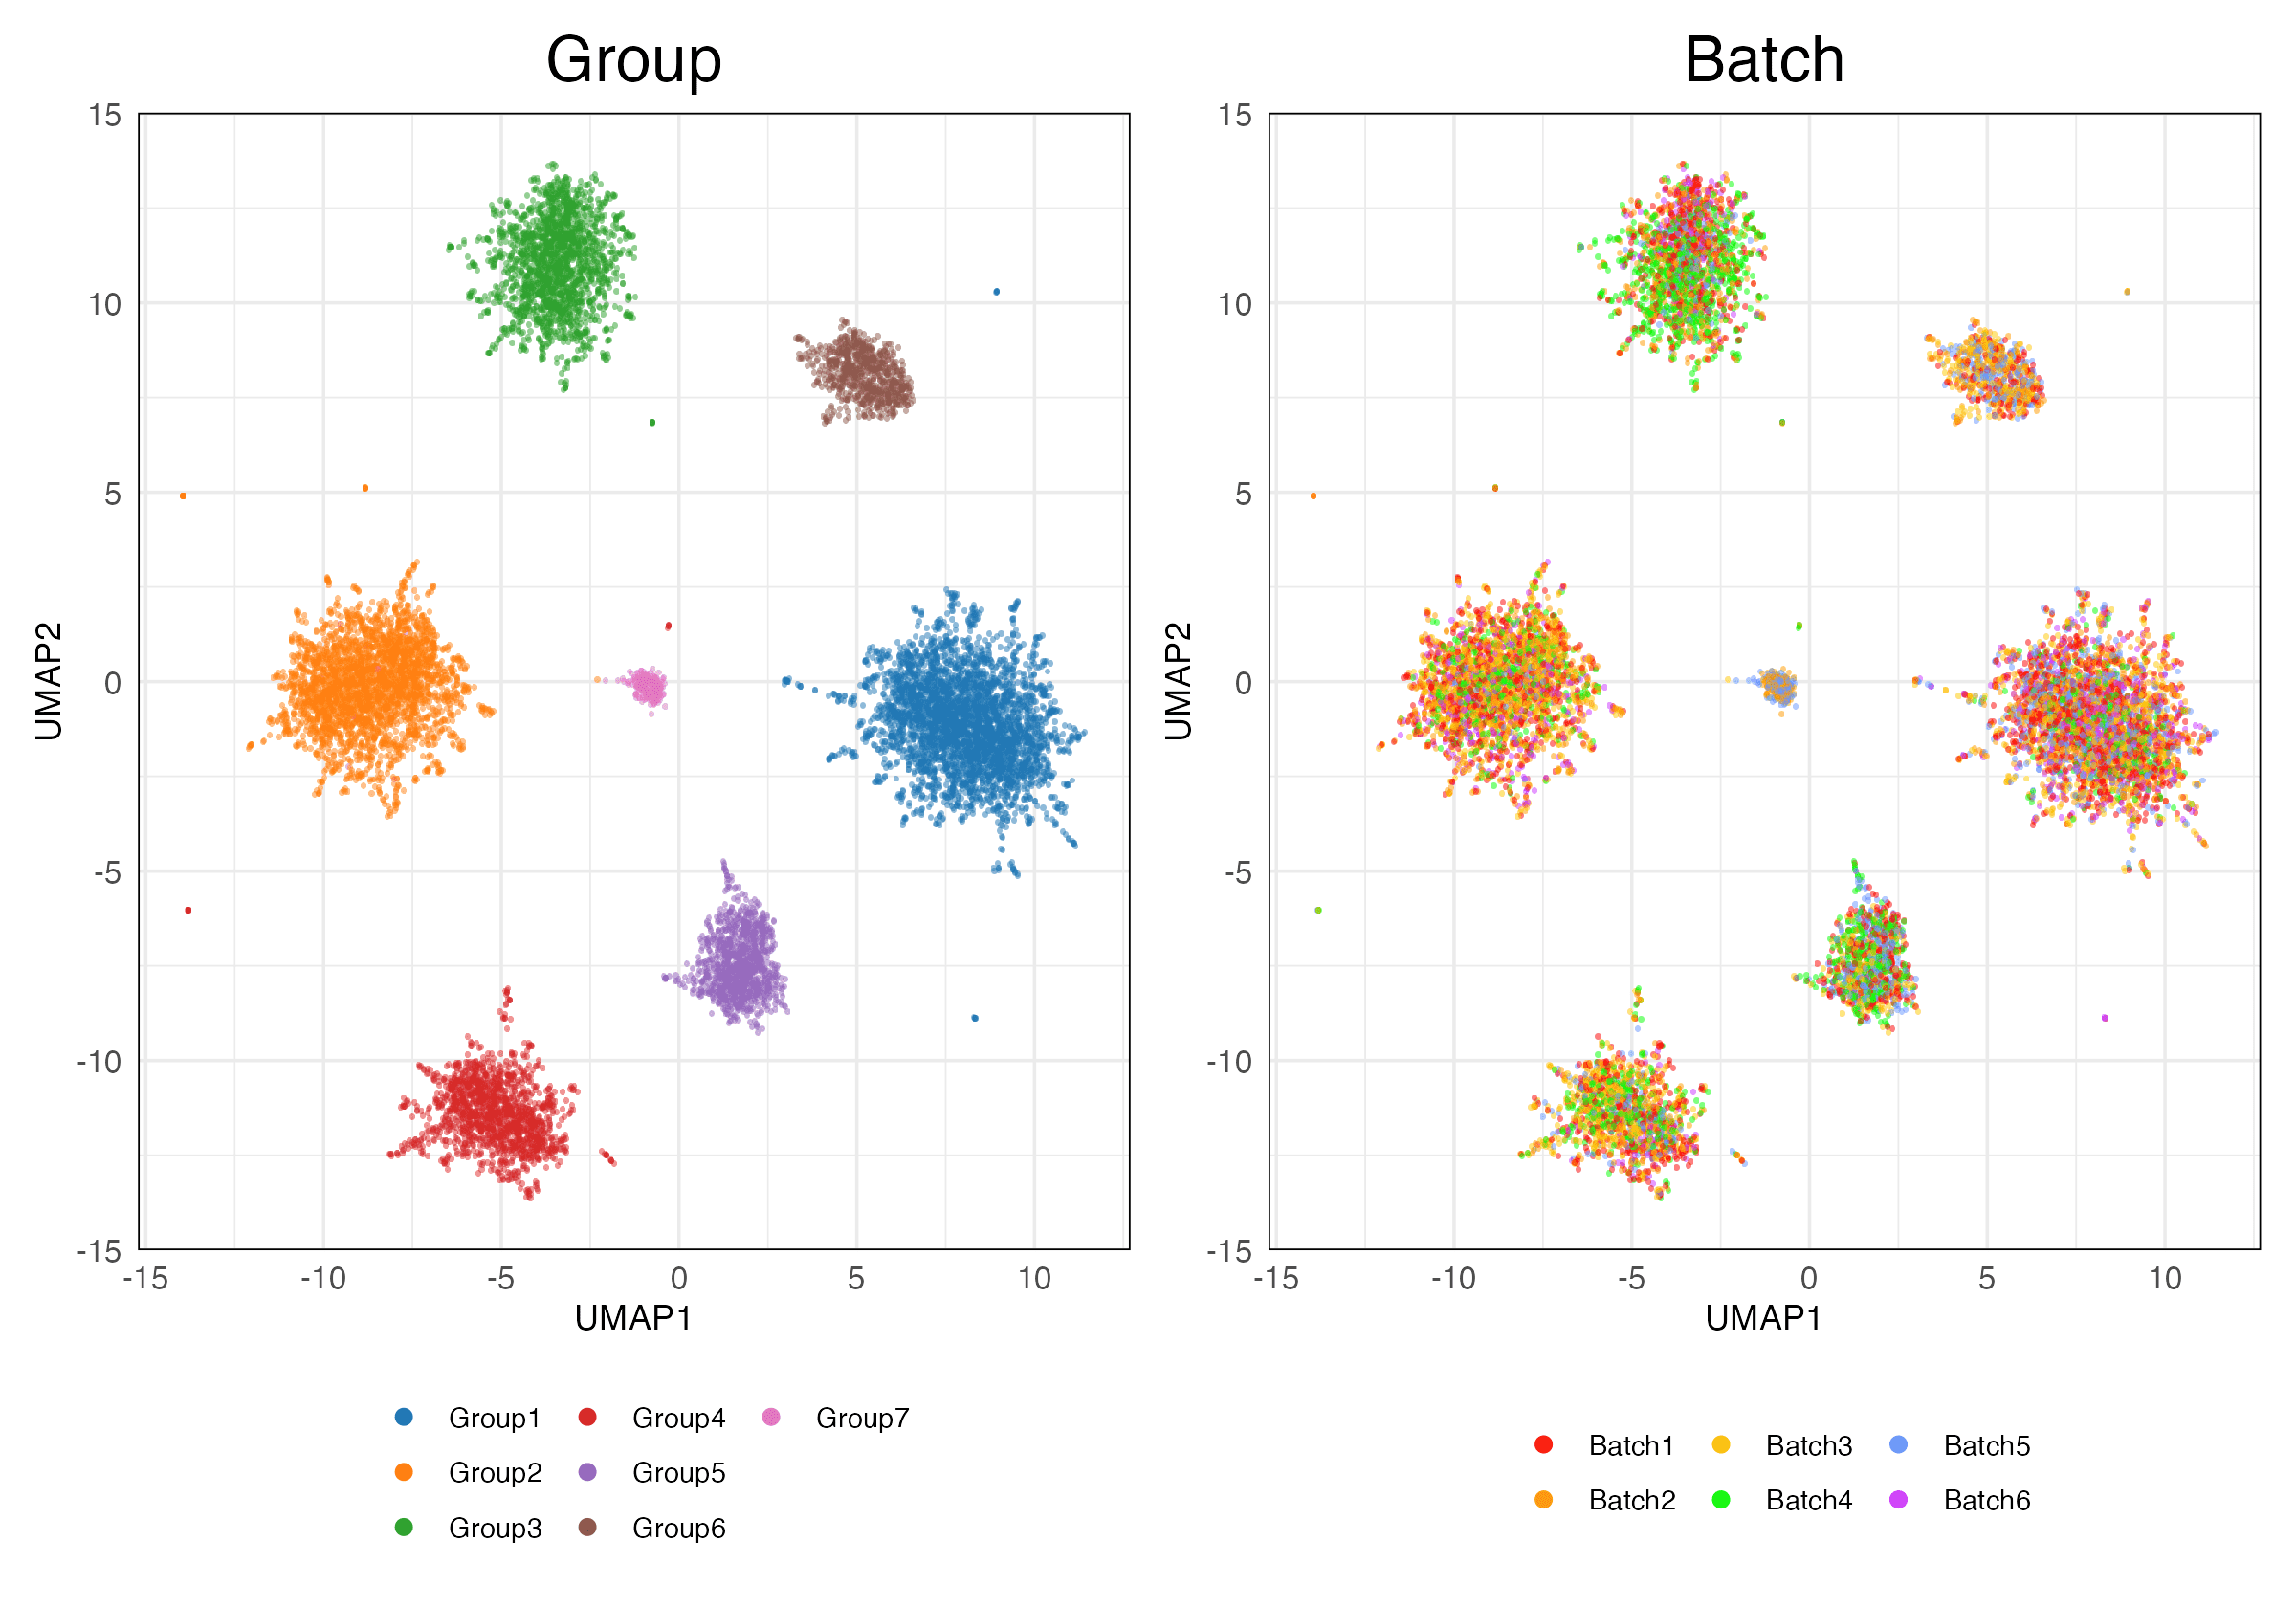 Group
15
10
5
0
-5
-10
-15
UMAP2
-15 -10 -5 0 5 10
UMAP1
Group1 Group4 Group7
Group2 Group5
Group3 Group6
Batch
15
10
5
0
-5
-10
-15
UMAP2
-15 -10 -5 0 5 10
UMAP1
Batch1 Batch3 Batch5
Batch2 Batch4 Batch6